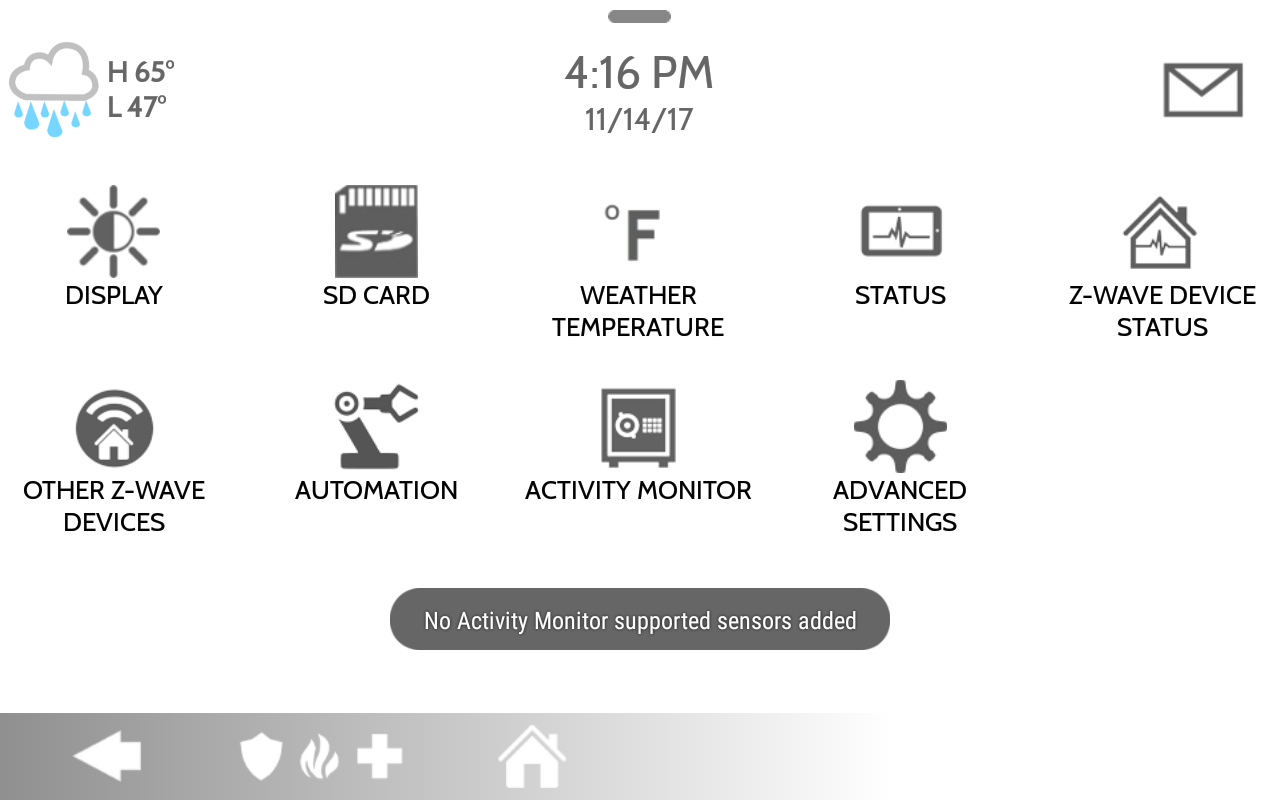 H 65°
L 47°
4:16 PM
11/14/17
DISPLAY
SD
SD CARD
°F
WEATHER
TEMPERATURE
STATUS
Z-WAVE DEVICE
STATUS
OTHER Z-WAVE
DEVICES
AUTOMATION
ACTIVITY MONITOR
ADVANCED
SETTINGS
No Activity Monitor supported sensors added